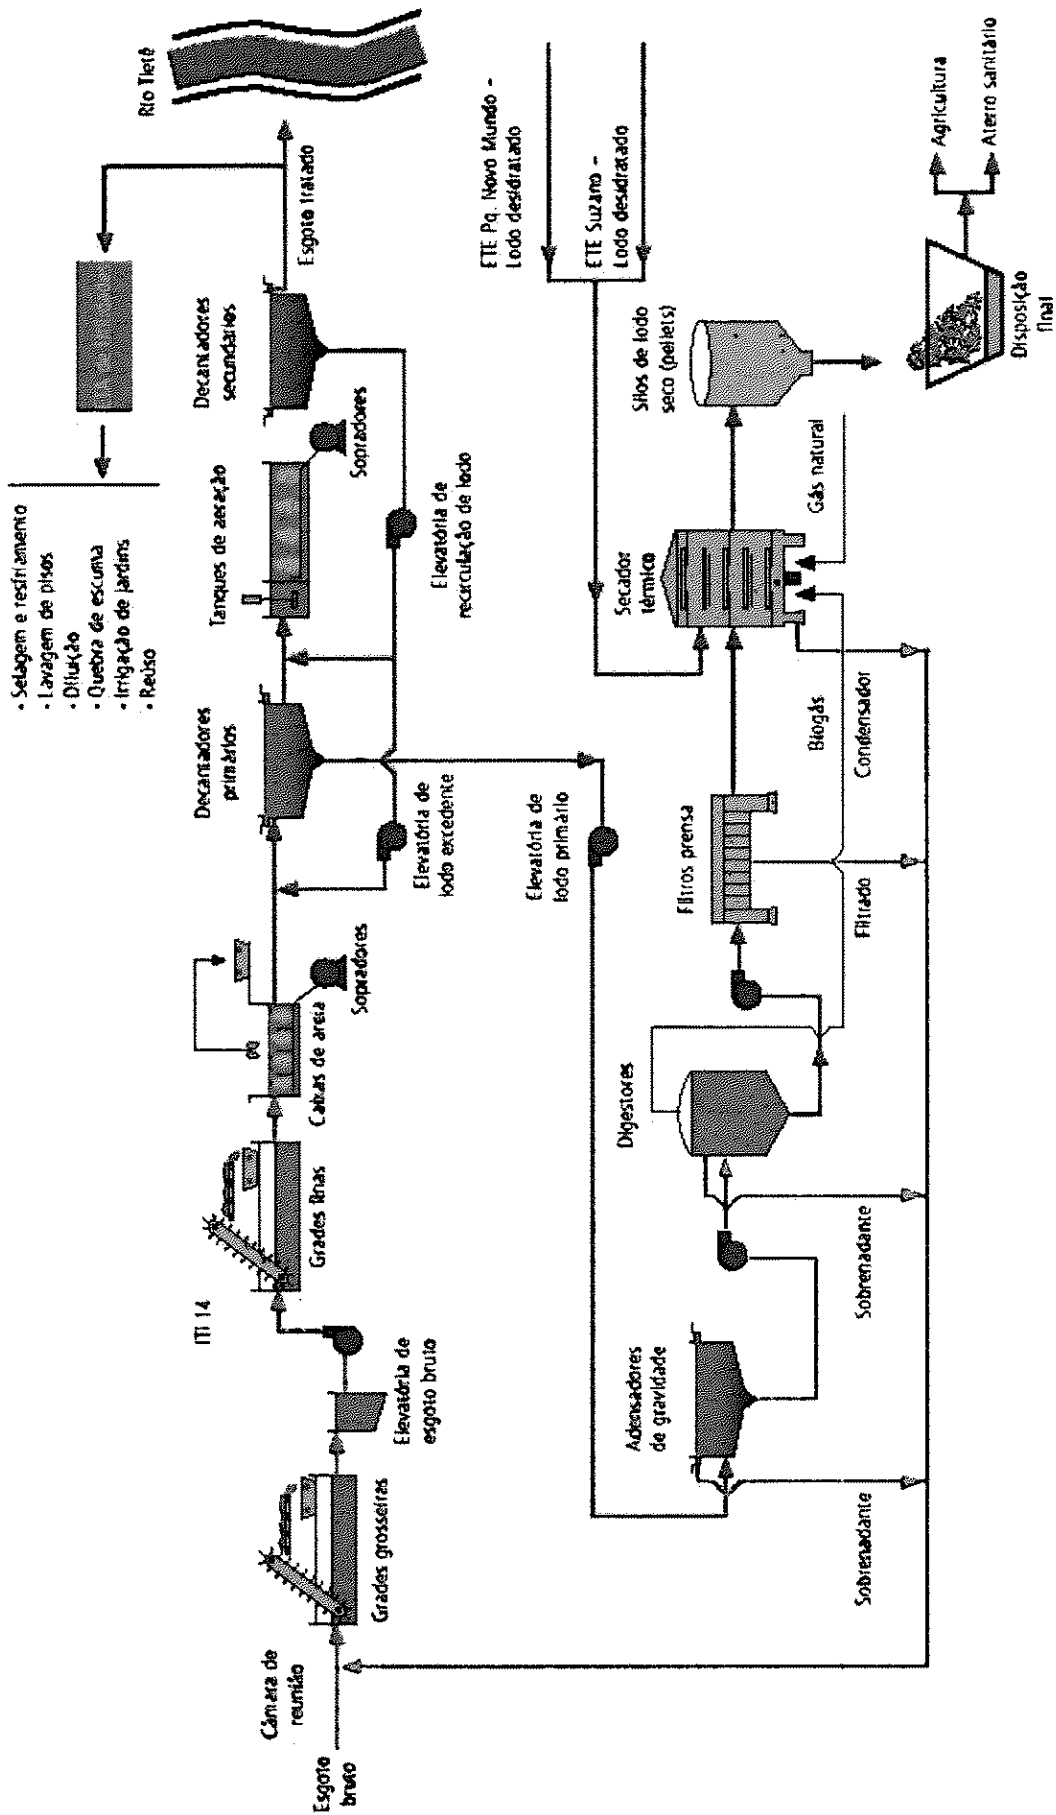 • Selagem e resfriamento
• Lavagem de pisos
• Diluição
• Quebra de escuma
• Irrigação de jardins
• Reúso
Rio Tietê
Esgoto tratado
Decantadores
secundários
Sopradores
Tanques de aeração
Elevatória de
recirculação de lodo
Decantadores
primários
Elevatória de
lodo excedente
Elevatória de
lodo primário
Sopradores
Caixas de areia
Grades finas
ITI 14
Elevatória de
esgoto bruto
Grades grosseiras
Câmara de
reunião
Esgoto
bruto
ETE Pq. Novo Mundo -
Lodo desidratado
ETE Suzano -
Lodo desidratado
Adensadores
de gravidade
Sobrenadante
Digestores
Sobrenadante
Filtros prensa
Filtrado
Secador
térmico
Biogás
Condensador
Gás natural
Silos de lodo
seco (pellets)
Disposição
final
Agricultura
Aterro sanitário